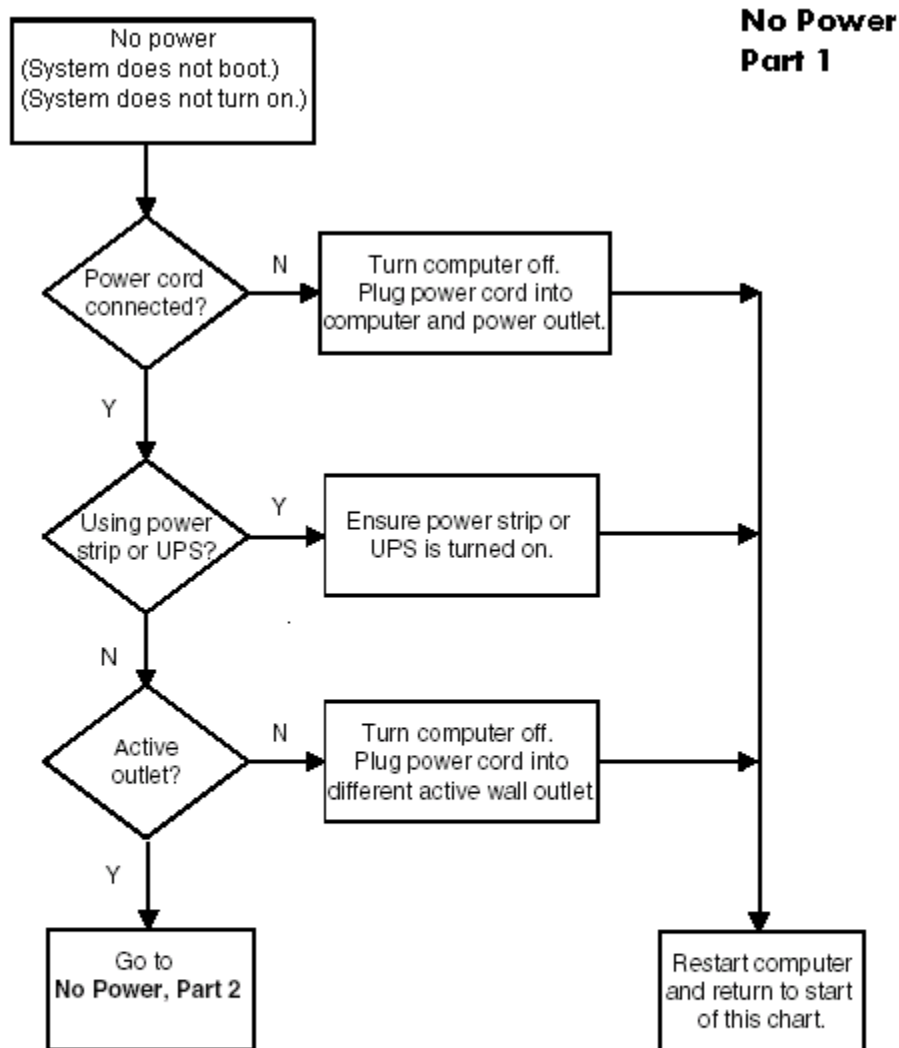 No Power
Part 1
No power
(System does not boot.)
(System does not turn on.)
Power cord
connected?
N
Turn computer off.
Plug power cord into
computer and power outlet.
Y
Using power
strip or UPS?
Y
Ensure power strip or
UPS is turned on.
N
Active
outlet?
N
Turn computer off.
Plug power cord into
different active wall outlet
Y
Go to
No Power, Part 2
Restart computer
and return to start
of this chart.